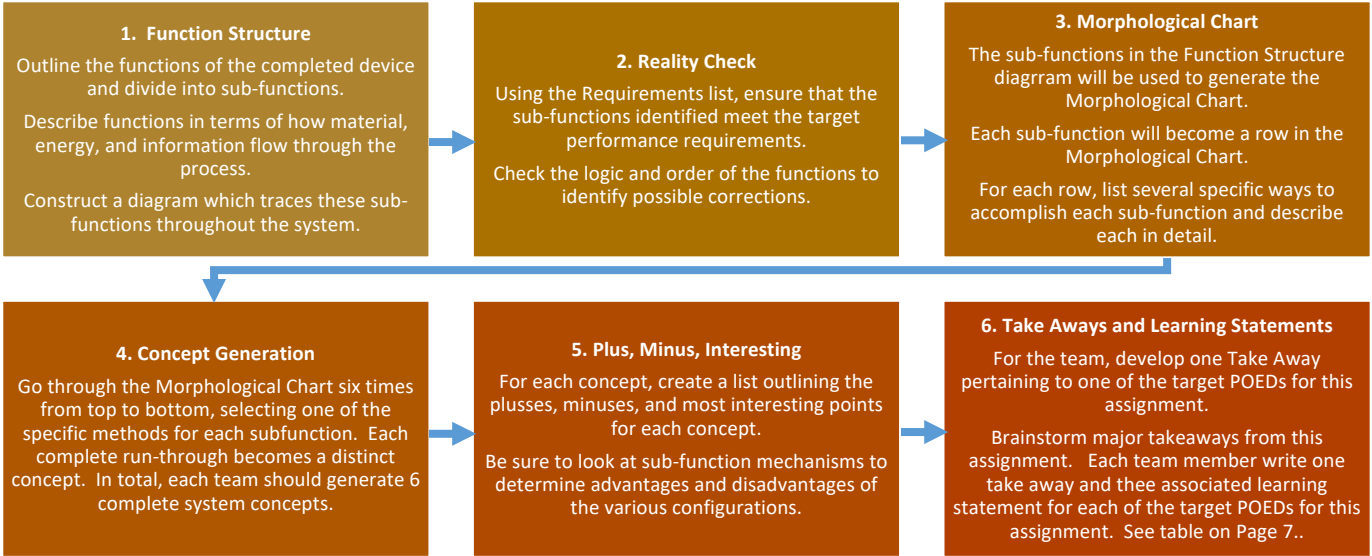 1.  Function Structure
Outline the functions of the completed device
and divide into sub-functions.
Describe functions in terms of how material,
energy, and information flow through the
process.
Construct a diagram which traces these sub-
functions throughout the system.
2. Reality Check
Using the Requirements list, ensure that the
sub-functions identified meet the target
performance requirements.
Check the logic and order of the functions to
identify possible corrections.
3. Morphological Chart
The sub-functions in the Function Structure
diagrram will be used to generate the
Morphological Chart.
Each sub-function will become a row in the
Morphological Chart.
For each row, list several specific ways to
accomplish each sub-function and describe
each in detail.
4. Concept Generation
Go through the Morphological Chart six times
from top to bottom, selecting one of the
specific methods for each subfunction.  Each
complete run-through becomes a distinct
concept.  In total, each team should generate 6
complete system concepts.
5. Plus, Minus, Interesting
For each concept, create a list outlining the
plusses, minuses, and most interesting points
for each concept.
Be sure to look at sub-function mechanisms to
determine advantages and disadvantages of
the various configurations.
6. Take Aways and Learning Statements
For the team, develop one Take Away
pertaining to one of the target POEDs for this
assignment.
Brainstorm major takeaways from this
assignment.   Each team member write one
take away and thee associated learning
statement for each of the target POEDs for this
assignment.  See table on Page 7..